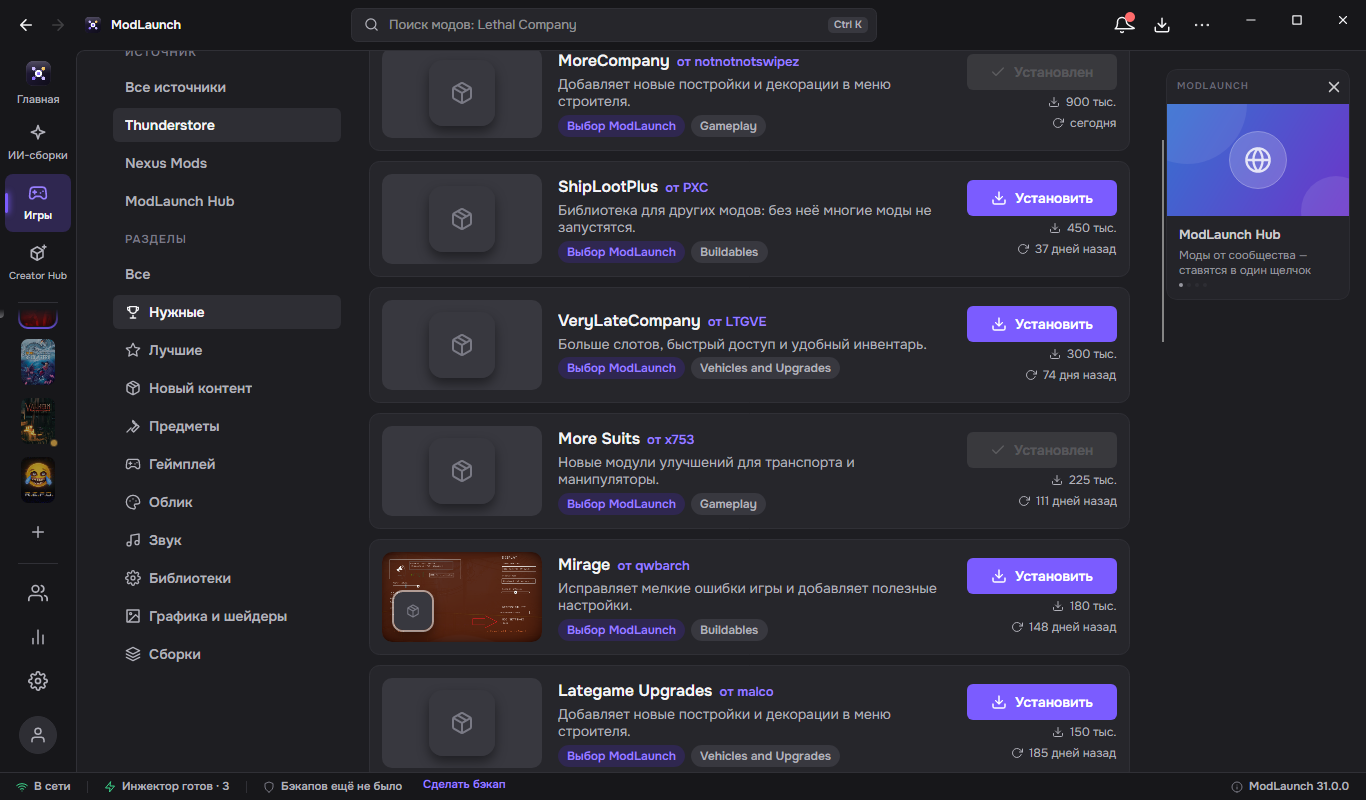 ModLaunch
Поиск модов: Lethal Company
Ctrl K
Главная
ИИ-сборки
Игры
Creator Hub
ИСТОЧНИК
Все источники
Thunderstore
Nexus Mods
ModLaunch Hub
РАЗДЕЛЫ
Все
Нужные
Лучшие
Новый контент
Предметы
Геймплей
Облик
Звук
Библиотеки
Графика и шейдеры
Сборки
MoreCompany от notnotnotswipez
Добавляет новые постройки и декорации в меню
строителя.
Выбор ModLaunch Gameplay
Установлен
900 тыс.
сегодня
ShipLootPlus от PXC
Библиотека для других модов: без неё многие моды не
запустятся.
Выбор ModLaunch Buildables
Установить
450 тыс.
37 дней назад
VeryLateCompany от LTGVE
Больше слотов, быстрый доступ и удобный инвентарь.
Выбор ModLaunch Vehicles and Upgrades
Установить
300 тыс.
74 дня назад
More Suits от x753
Новые модули улучшений для транспорта и
манипуляторы.
Выбор ModLaunch Gameplay
Установлен
225 тыс.
111 дней назад
Mirage от qwbarch
Исправляет мелкие ошибки игры и добавляет полезные
настройки.
Выбор ModLaunch Buildables
Установить
180 тыс.
148 дней назад
Lategame Upgrades от malco
Добавляет новые постройки и декорации в меню
строителя.
Выбор ModLaunch Vehicles and Upgrades
Установить
150 тыс.
185 дней назад
MODLAUNCH
ModLaunch Hub
Моды от сообщества —
ставятся в один щелчок
В сети
Инжектор готов · 3
Бэкапов ещё не было
Сделать бэкап
ModLaunch 31.0.0